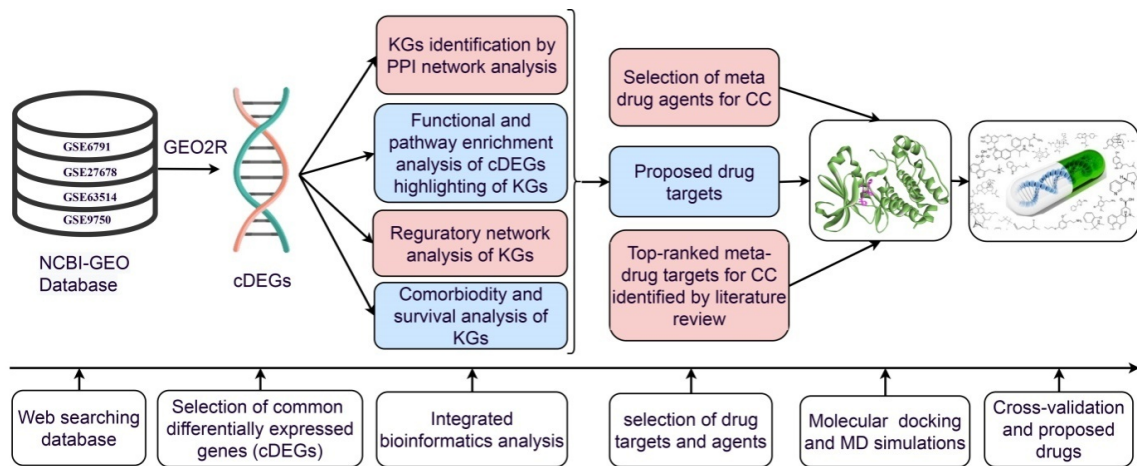 GSE6791
GSE27678
GSE63514
GSE9750
NCBI-GEO
Database
GEO2R
cDEGs
KGs identification by
PPI network analysis
Functional and
pathway enrichment
analysis of cDEGs
highlighting of KGs
Reguratory network
analysis of KGs
Comorbiodity and
survival analysis of
KGs
Selection of meta
drug agents for CC
Proposed drug
targets
Top-ranked meta-
drug targets for CC
identified by literature
review
Web searching
database
Selection of common
differentially expressed
genes (cDEGs)
Integrated
bioinformatics analysis
selection of drug
targets and agents
Molecular docking
and MD simulations
Cross-validation
and proposed
drugs